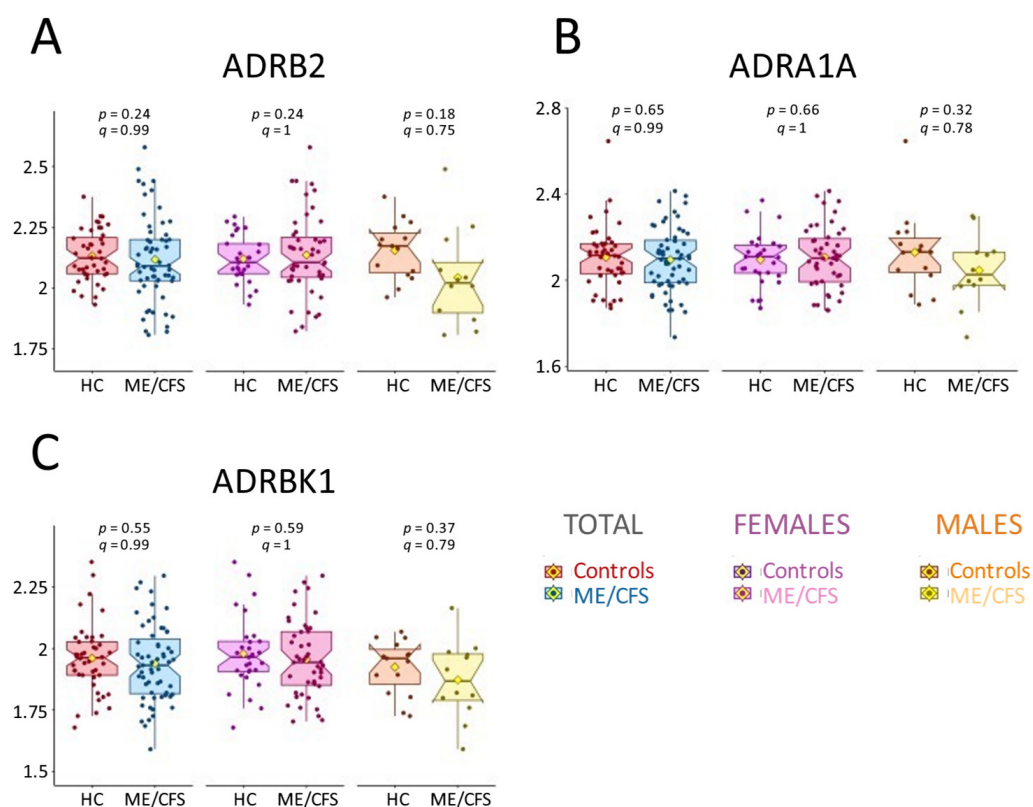 A
ADRB2
p = 0.24
q = 0.99
p = 0.24
q = 1
p = 0.18
q = 0.75
2.5
2.25
2
1.75
HC ME/CFS HC ME/CFS HC ME/CFS
B
ADRA1A
p = 0.65
q = 0.99
p = 0.66
q = 1
p = 0.32
q = 0.78
2.8
2.4
2
1.6
HC ME/CFS HC ME/CFS HC ME/CFS
C
ADRBK1
p = 0.55
q = 0.99
p = 0.59
q = 1
p = 0.37
q = 0.79
2.25
2
1.75
1.5
HC ME/CFS HC ME/CFS HC ME/CFS
TOTAL
Controls
ME/CFS
FEMALES
Controls
ME/CFS
MALES
Controls
ME/CFS